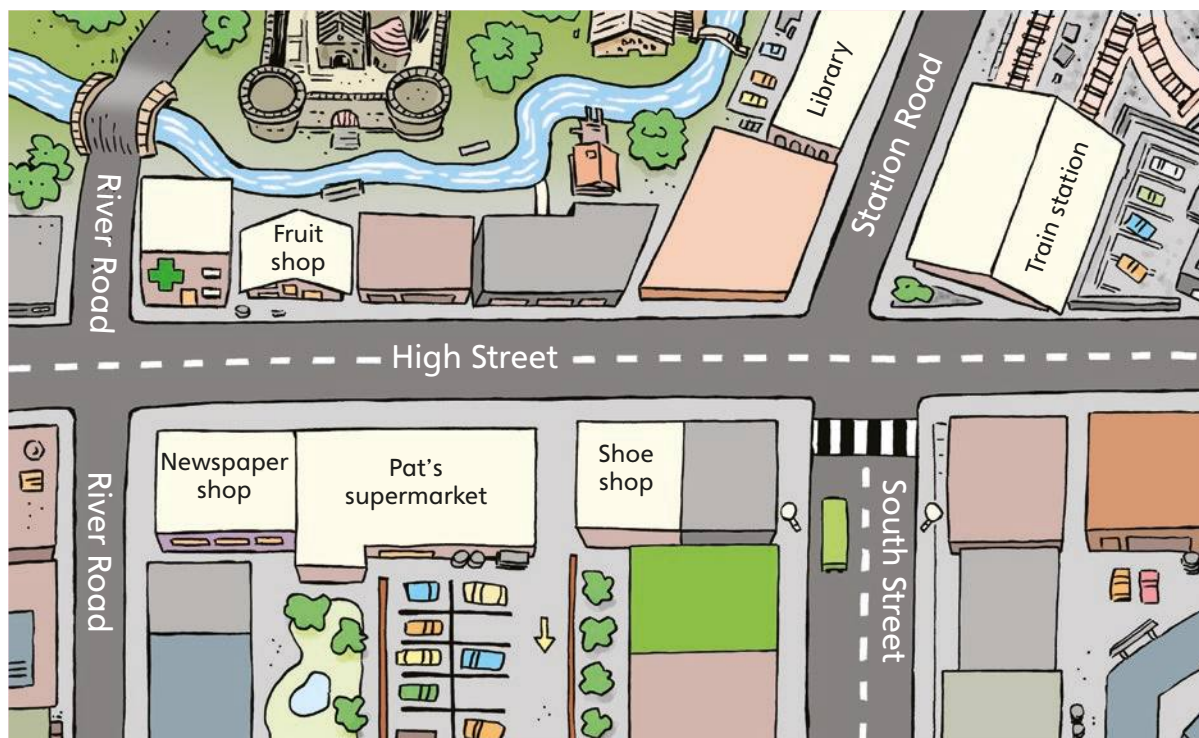 Library
Station Road
Train station
River Road
Fruit
shop
High Street
Newspaper
shop
Pat's
supermarket
Shoe
shop
River Road
South Street